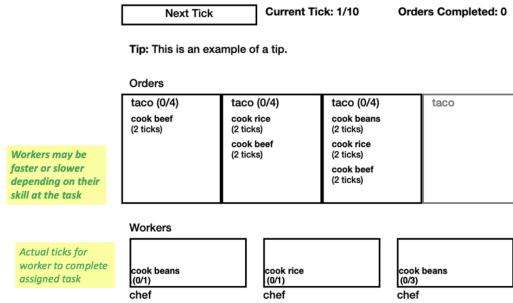 Next Tick
Current Tick: 1/10
Orders Completed: 0
Tip: This is an example of a tip.
Orders
taco (0/4)
cook beef
(2 ticks)
taco (0/4)
cook rice
(2 ticks)
cook beef
(2 ticks)
taco (0/4)
cook beans
(2 ticks)
cook rice
(2 ticks)
cook beef
(2 ticks)
taco
Workers may be
faster or slower
depending on their
skill at the task
Workers
Actual ticks for
worker to complete
assigned task
cook beans
(0/1)
chef
cook rice
(0/1)
chef
cook beans
(0/3)
chef